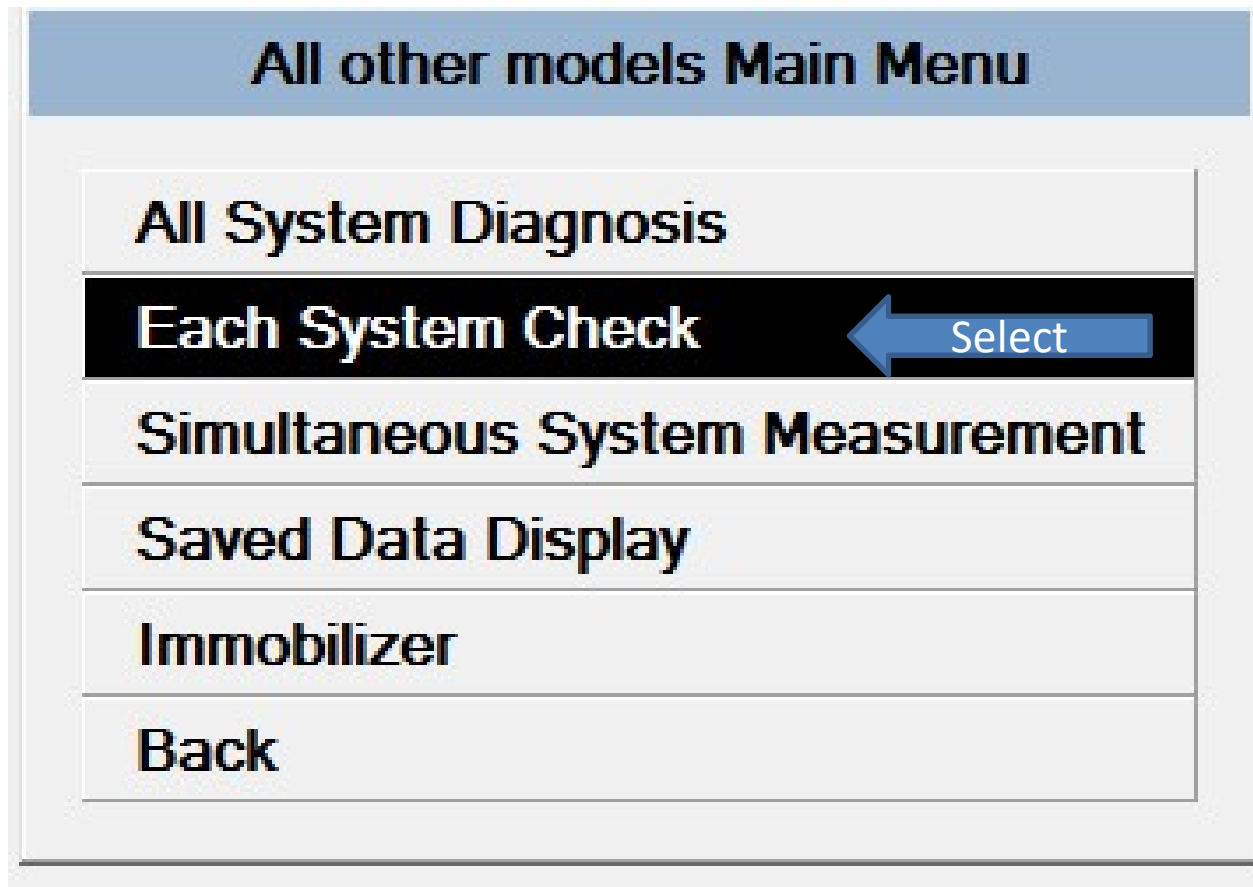 All other models Main Menu
All System Diagnosis
Each System Check
Select
Simultaneous System Measurement
Saved Data Display
Immobilizer
Back